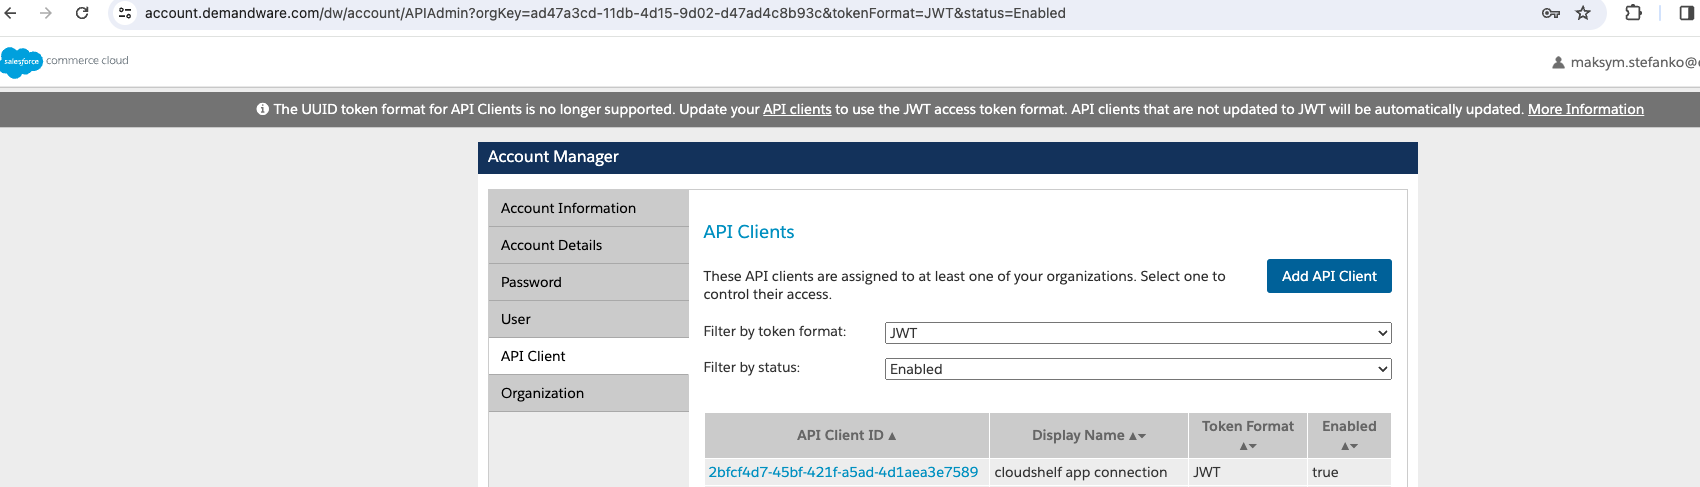 account.demandware.com/dw/account/APIAdmin?orgKey=ad47a3cd-11db-4d15-9d02-d47ad4c8b93c&tokenFormat=JWT&status=Enabled
salesforce commerce cloud
maksym.stefanko@
The UUID token format for API Clients is no longer supported. Update your API clients to use the JWT access token format. API clients that are not updated to JWT will be automatically updated. More Information
Account Manager
Account Information
Account Details
Password
User
API Client
Organization
API Clients
These API clients are assigned to at least one of your organizations. Select one to
control their access.
Add API Client
Filter by token format:
JWT
Filter by status:
Enabled
API Client ID ▲ Display Name ▲▼ Token Format ▲▼ Enabled ▲▼
2bfcf4d7-45bf-421f-a5ad-4d1aea3e7589 cloudshelf app connection JWT true